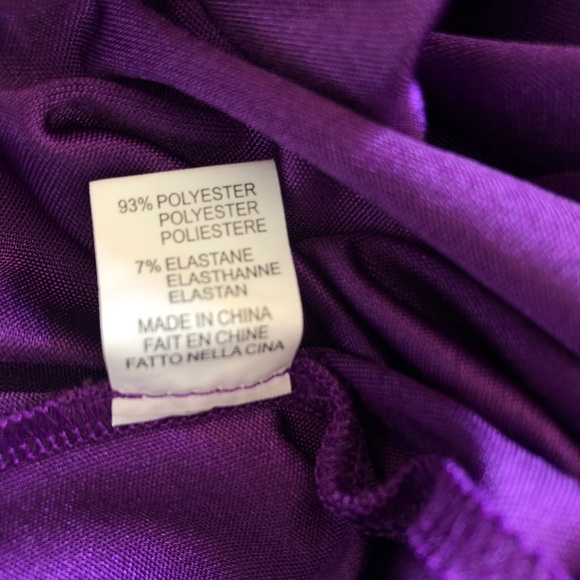 93% POLYESTER
POLYESTER
POLIESTERE
7% ELASTANE
ELASTHANNE
ELASTAN
MADE IN CHINA
FAIT EN CHINE
FATTO NELLA CINA